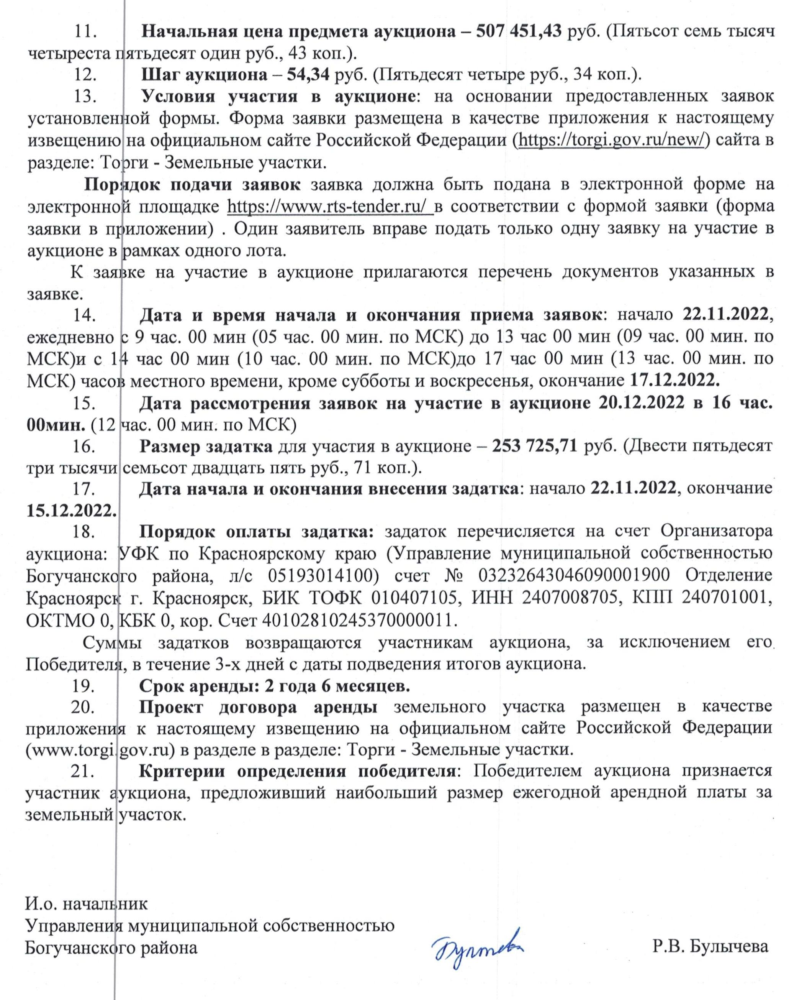 11. Начальная цена предмета аукциона – 507 451,43 руб. (Пятьсот семь тысяч
четыреста пятьдесят один руб., 43 коп.).
12. Шаг аукциона – 54,34 руб. (Пятьдесят четыре руб., 34 коп.).
13. Условия участия в аукционе: на основании предоставленных заявок
установленной формы. Форма заявки размещена в качестве приложения к настоящему
извещению на официальном сайте Российской Федерации (https://torgi.gov.ru/new/) сайта в
разделе: Торги - Земельные участки.
Порядок подачи заявок заявка должна быть подана в электронной форме на
электронной площадке https://www.rts-tender.ru/ в соответствии с формой заявки (форма
заявки в приложении) . Один заявитель вправе подать только одну заявку на участие в
аукционе в рамках одного лота.
К заявке на участие в аукционе прилагаются перечень документов указанных в
заявке.
14. Дата и время начала и окончания приема заявок: начало 22.11.2022,
ежедневно с 9 час. 00 мин (05 час. 00 мин. по МСК) до 13 час 00 мин (09 час. 00 мин. по
МСК)и с 14 час 00 мин (10 час. 00 мин. по МСК)до 17 час 00 мин (13 час. 00 мин. по
МСК) часов местного времени, кроме субботы и воскресенья, окончание 17.12.2022.
15. Дата рассмотрения заявок на участие в аукционе 20.12.2022 в 16 час.
00мин. (12 час. 00 мин. по МСК)
16. Размер задатка для участия в аукционе – 253 725,71 руб. (Двести пятьдесят
три тысячи семьсот двадцать пять руб., 71 коп.).
17. Дата начала и окончания внесения задатка: начало 22.11.2022, окончание
15.12.2022.
18. Порядок оплаты задатка: задаток перечисляется на счет Организатора
аукциона: УФК по Красноярскому краю (Управление муниципальной собственностью
Богучанского района, л/с 05193014100) счет № 03232643046090001900 Отделение
Красноярск г. Красноярск, БИК ТОФК 010407105, ИНН 2407008705, КПП 240701001,
ОКТМО 0, КБК 0, кор. Счет 40102810245370000011.
Суммы задатков возвращаются участникам аукциона, за исключением его
Победителя, в течение 3-х дней с даты подведения итогов аукциона.
19. Срок аренды: 2 года 6 месяцев.
20. Проект договора аренды земельного участка размещен в качестве
приложения к настоящему извещению на официальном сайте Российской Федерации
(www.torgi.gov.ru) в разделе в разделе: Торги - Земельные участки.
21. Критерии определения победителя: Победителем аукциона признается
участник аукциона, предложивший наибольший размер ежегодной арендной платы за
земельный участок.
И.о. начальник
Управления муниципальной собственностью
Богучанского района Р.В. Булычева